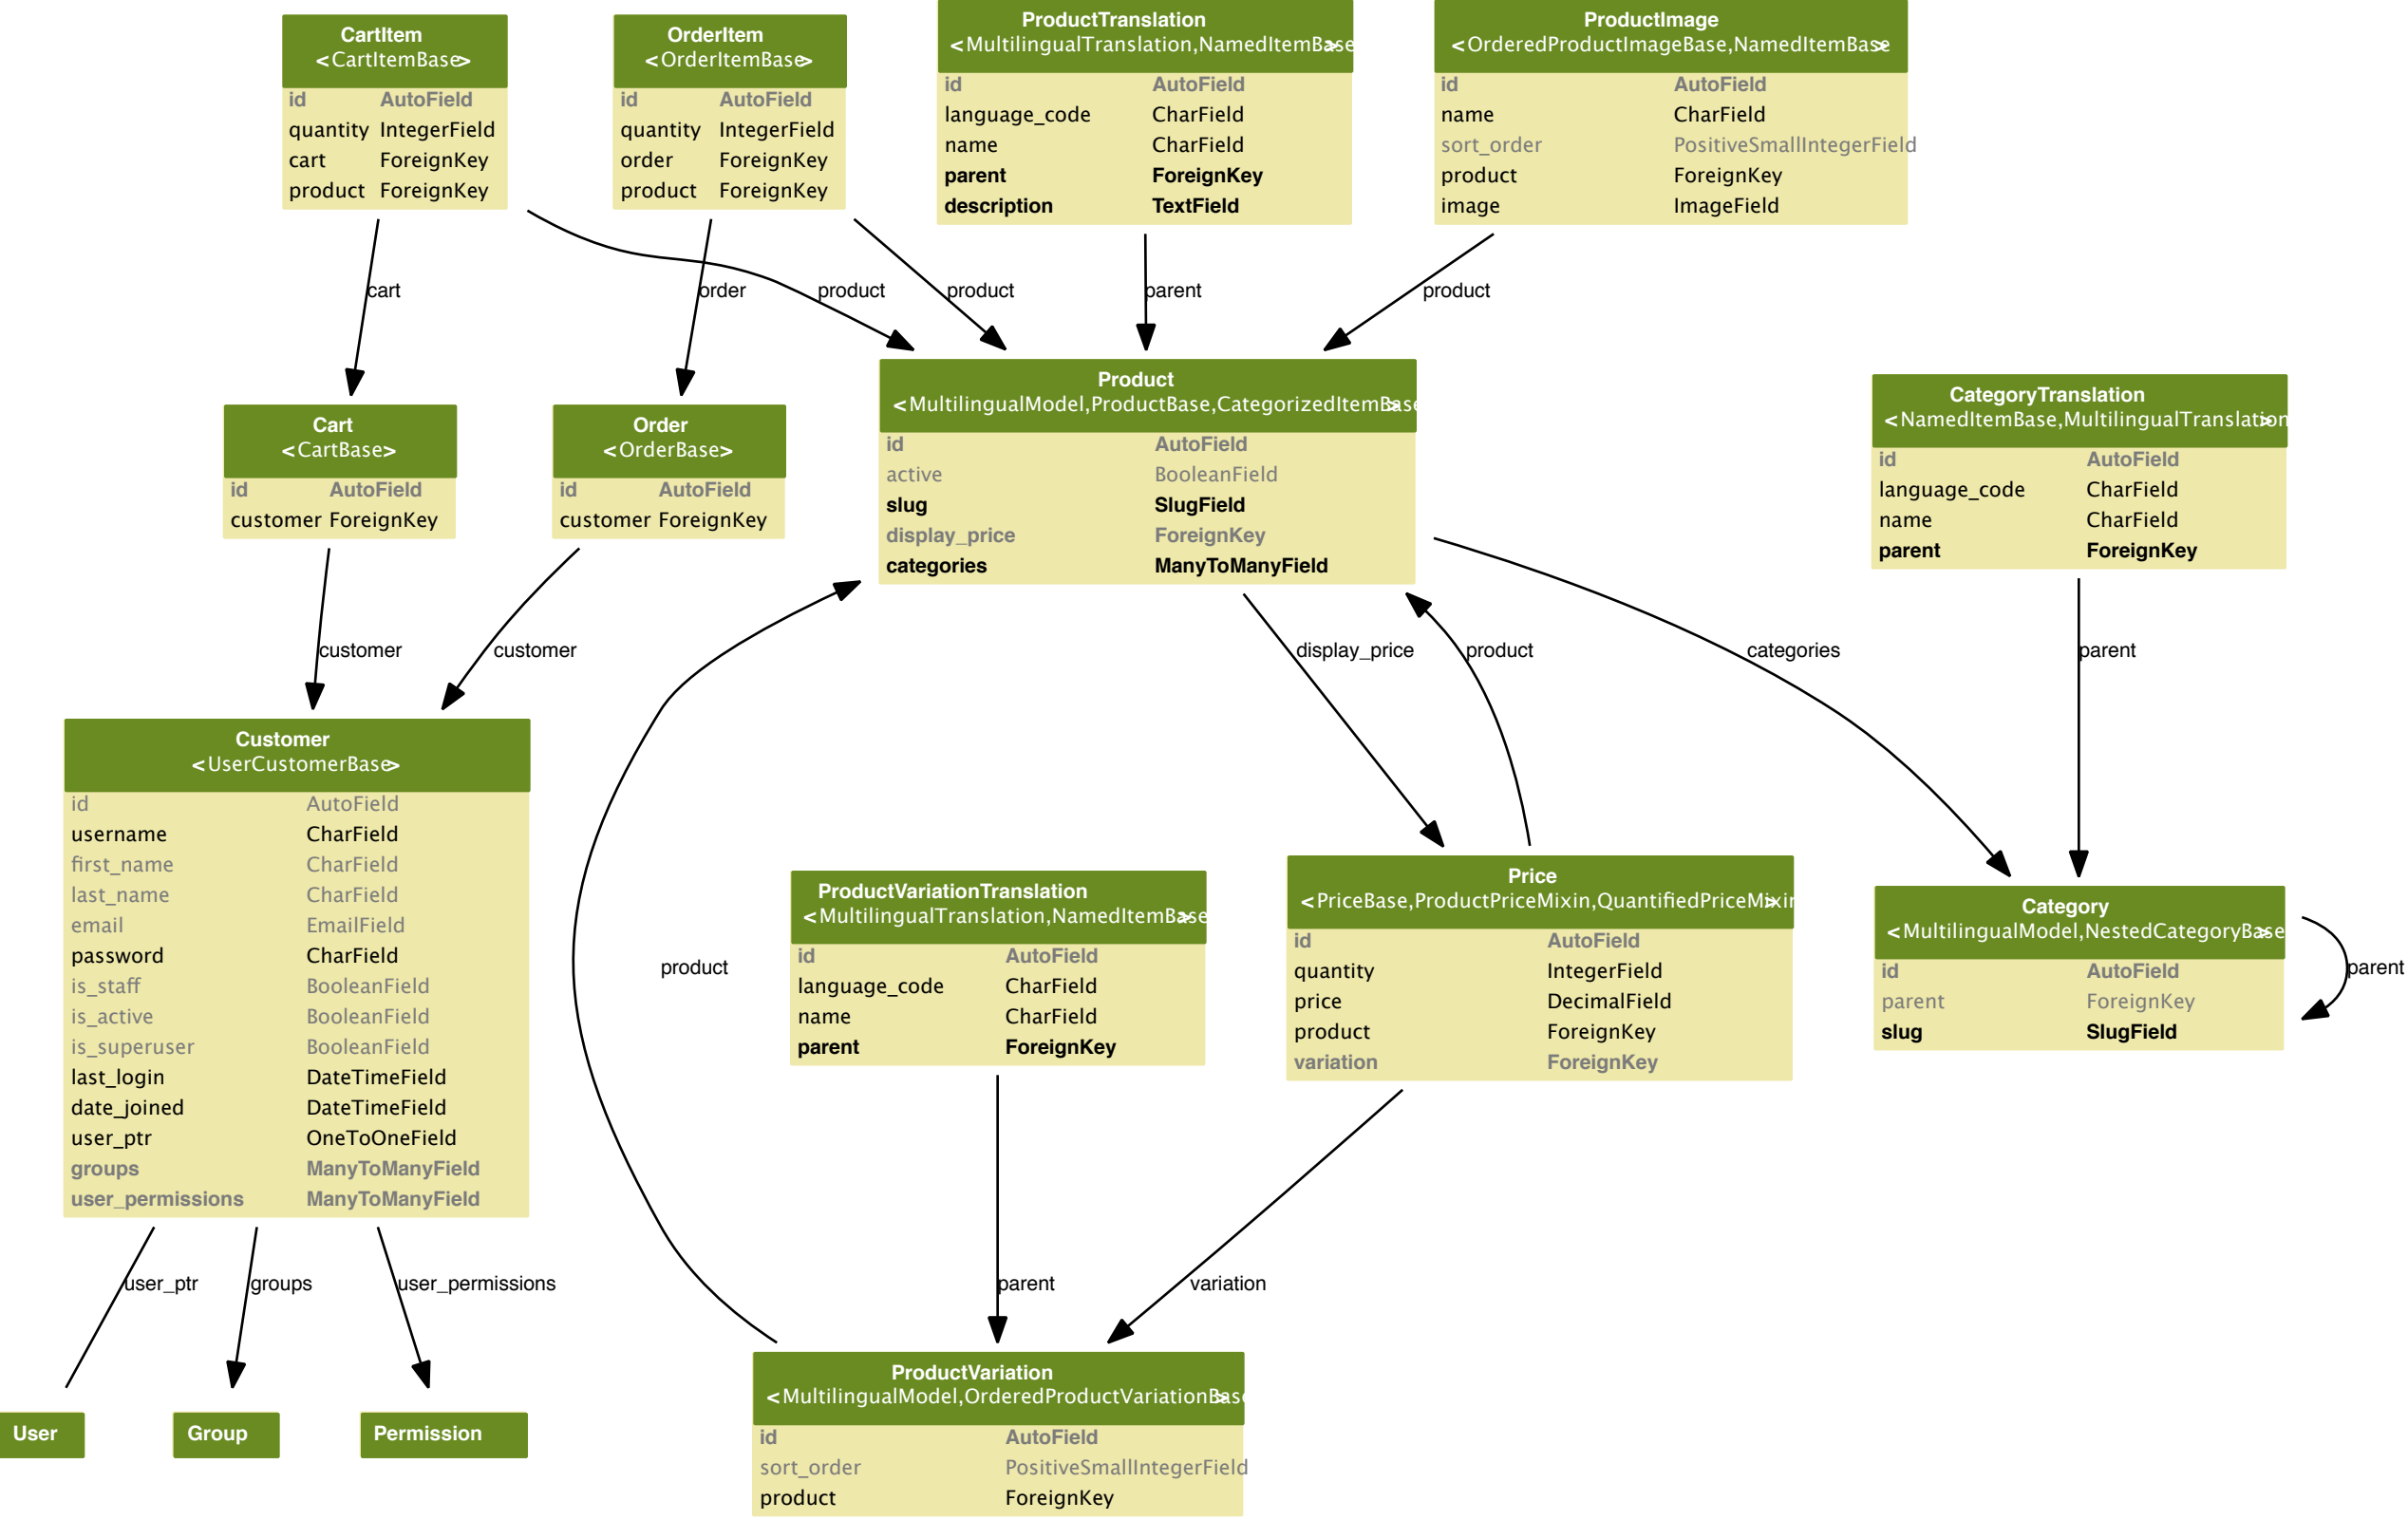 CartItem
<CartItemBase>
id AutoField
quantity IntegerField
cart ForeignKey
product ForeignKey
OrderItem
<OrderItemBase>
id AutoField
quantity IntegerField
order ForeignKey
product ForeignKey
ProductTranslation
<MultilingualTranslation,NamedItemBase>
id AutoField
language_code CharField
name CharField
parent ForeignKey
description TextField
ProductImage
<OrderedProductImageBase,NamedItemBase>
id AutoField
name CharField
sort_order PositiveSmallIntegerField
product ForeignKey
image ImageField
cart
order
product
product
parent
product
Cart
<CartBase>
id AutoField
customer ForeignKey
Order
<OrderBase>
id AutoField
customer ForeignKey
Product
<MultilingualModel,ProductBase,CategorizedItemBase>
id AutoField
active BooleanField
slug SlugField
display_price ForeignKey
categories ManyToManyField
CategoryTranslation
<NamedItemBase,MultilingualTranslation>
id AutoField
language_code CharField
name CharField
parent ForeignKey
customer
customer
display_price
product
categories
parent
Customer
<UserCustomerBase>
id AutoField
username CharField
first_name CharField
last_name CharField
email EmailField
password CharField
is_staff BooleanField
is_active BooleanField
is_superuser BooleanField
last_login DateTimeField
date_joined DateTimeField
user_ptr OneToOneField
groups ManyToManyField
user_permissions ManyToManyField
product
ProductVariationTranslation
<MultilingualTranslation,NamedItemBase>
id AutoField
language_code CharField
name CharField
parent ForeignKey
Price
<PriceBase,ProductPriceMixin,QuantifiedPriceMixin>
id AutoField
quantity IntegerField
price DecimalField
product ForeignKey
variation ForeignKey
Category
<MultilingualModel,NestedCategoryBase>
id AutoField
parent ForeignKey
slug SlugField
parent
user_ptr
groups
user_permissions
parent
variation
User
Group
Permission
ProductVariation
<MultilingualModel,OrderedProductVariationBase>
id AutoField
sort_order PositiveSmallIntegerField
product ForeignKey